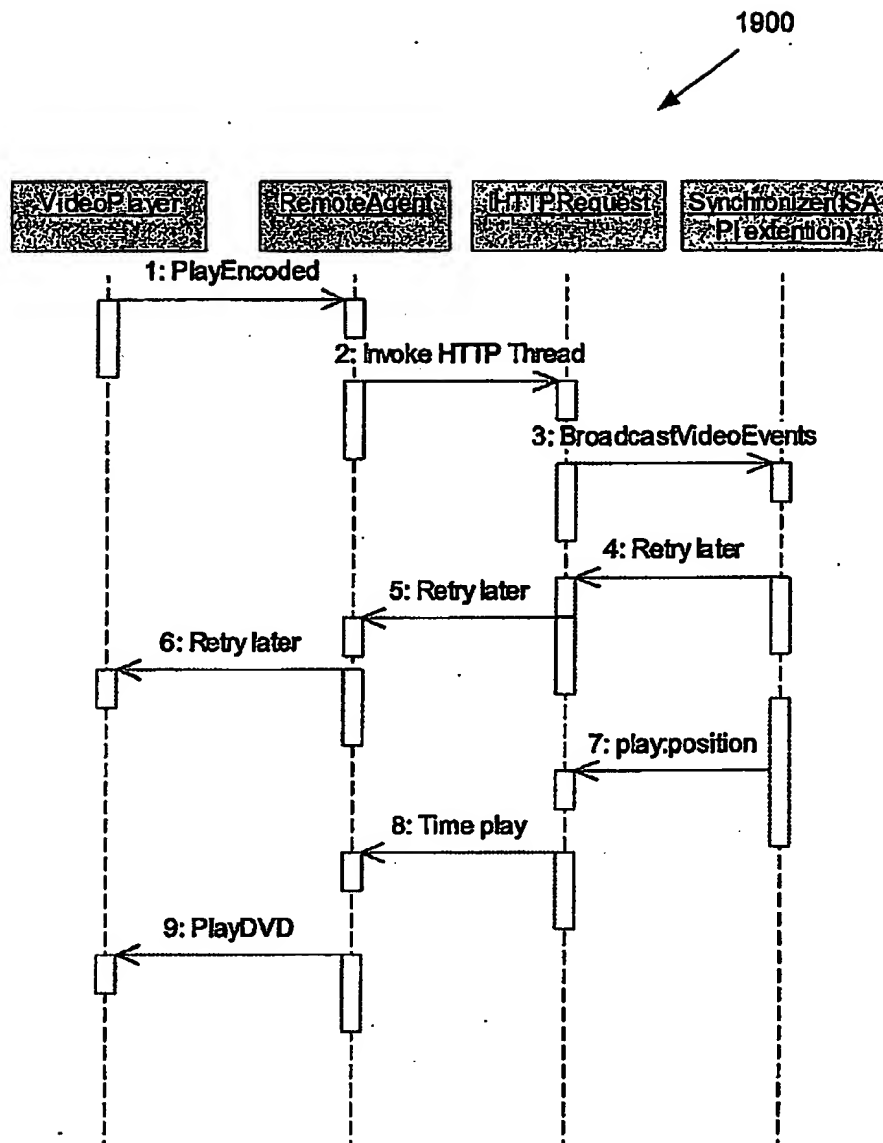 1900
VideoPlayer
RemoteAgent
IHTTPRequest
Synchronizer(ISA
PI extention)
1: PlayEncoded
2: Invoke HTTP Thread
3: BroadcastVideoEvents
4: Retry later
5: Retry later
6: Retry later
7: play:position
8: Time play
9: PlayDVD